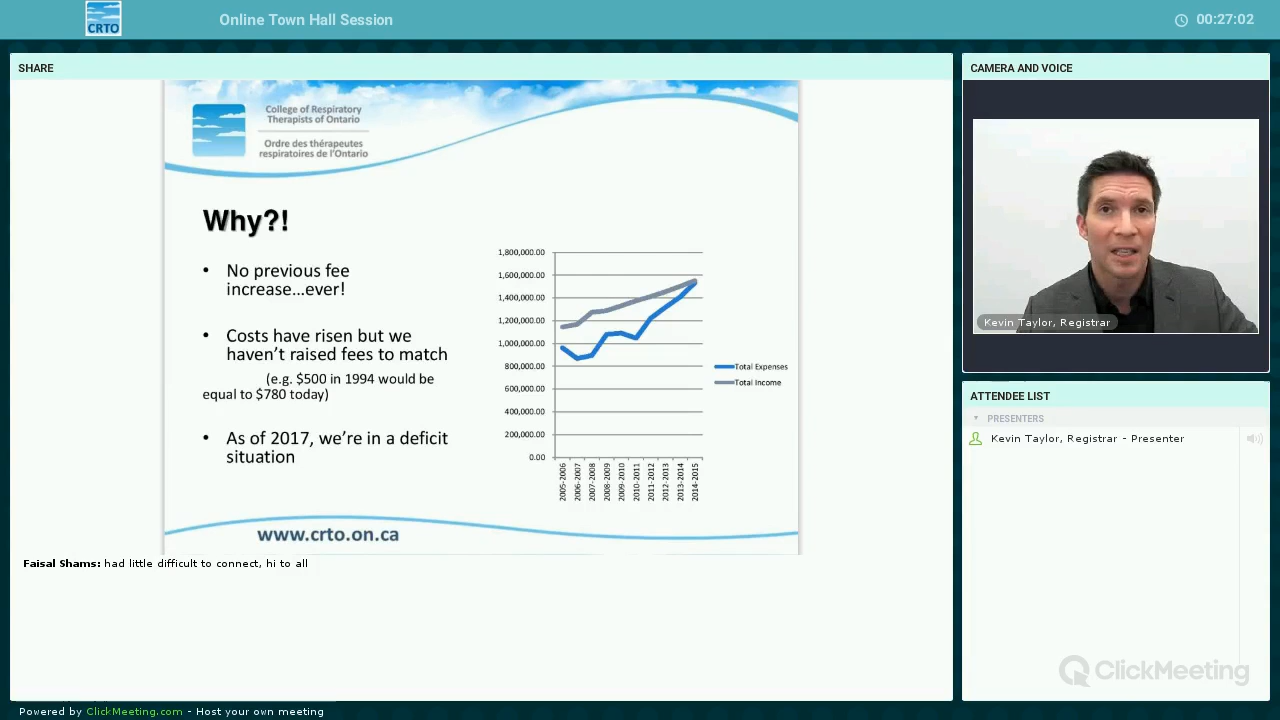 CRTO
Online Town Hall Session
00:27:02
SHARE
College of Respiratory
Therapists of Ontario
Ordre des thérapeutes
respiratoires de l'Ontario
Why?!
• No previous fee
increase...ever!
• Costs have risen but we
haven't raised fees to match
(e.g. $500 in 1994 would be
equal to $780 today)
• As of 2017, we're in a deficit
situation
1,800,000.00
1,600,000.00
1,400,000.00
1,200,000.00
1,000,000.00
800,000.00
600,000.00
400,000.00
200,000.00
0.00
2005-2006
2006-2007
2007-2008
2008-2009
2009-2010
2010-2011
2011-2012
2012-2013
2013-2014
2014-2015
Total Expenses
Total Income
www.crto.on.ca
Faisal Shams: had little difficult to connect, hi to all
CAMERA AND VOICE
Kevin Taylor, Registrar
ATTENDEE LIST
PRESENTERS
Kevin Taylor, Registrar - Presenter
ClickMeeting
Powered by ClickMeeting.com - Host your own meeting